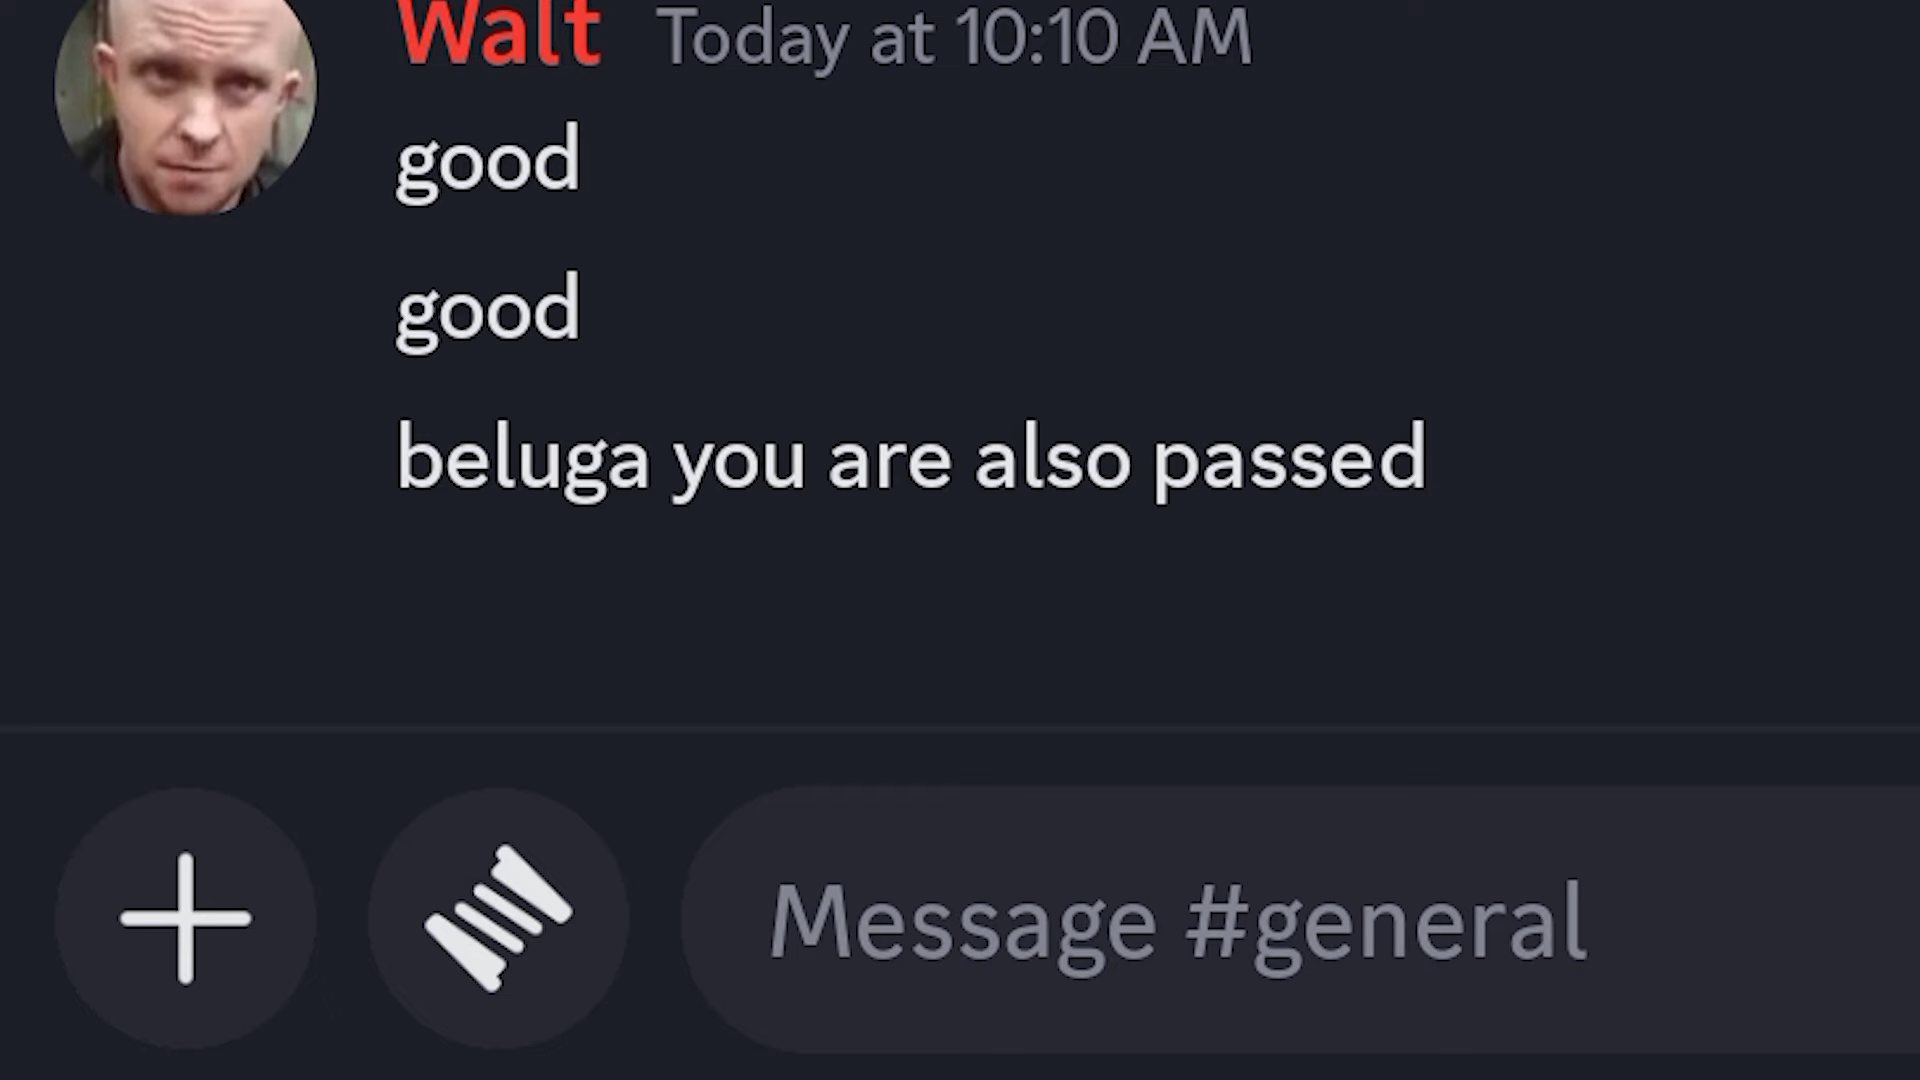 Walt Today at 10:10 AM
good
good
beluga you are also passed
Message #general